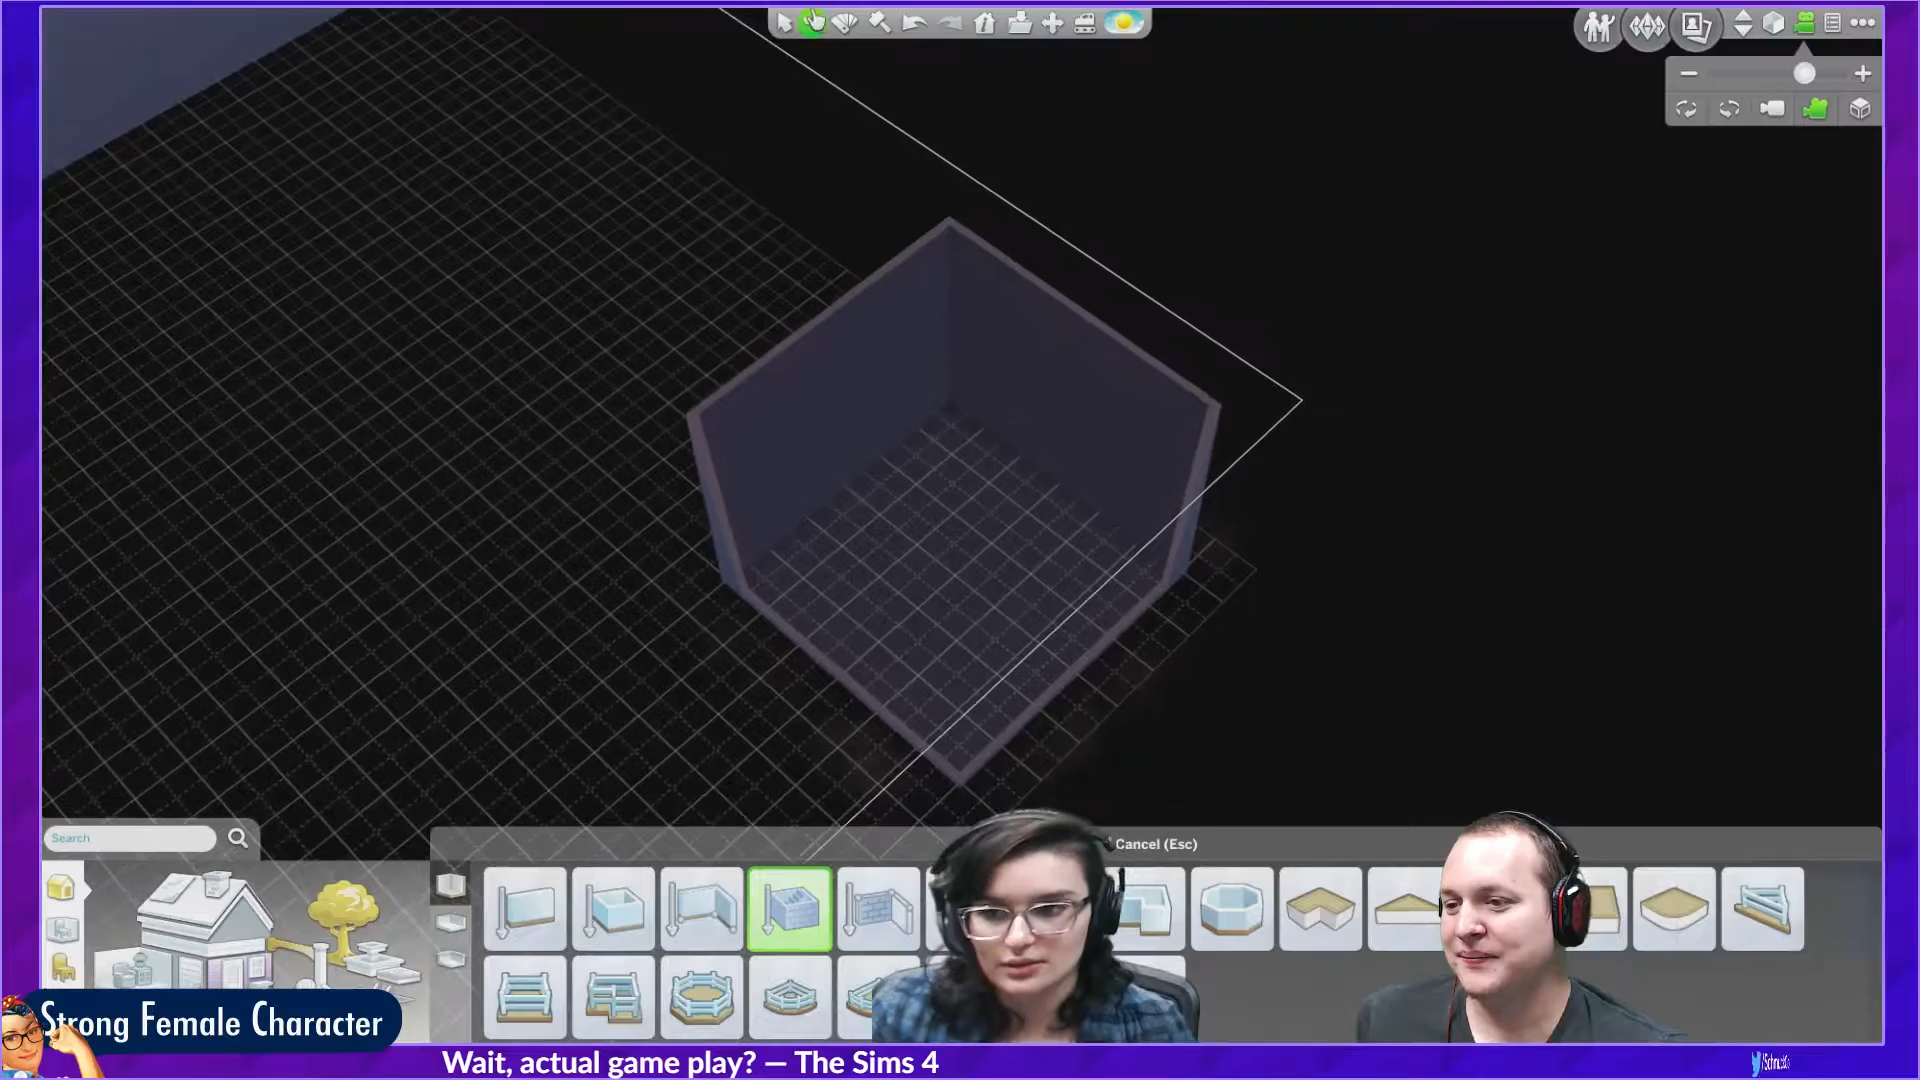 Search
Cancel (Esc)
Strong Female Character
Wait, actual game play? — The Sims 4